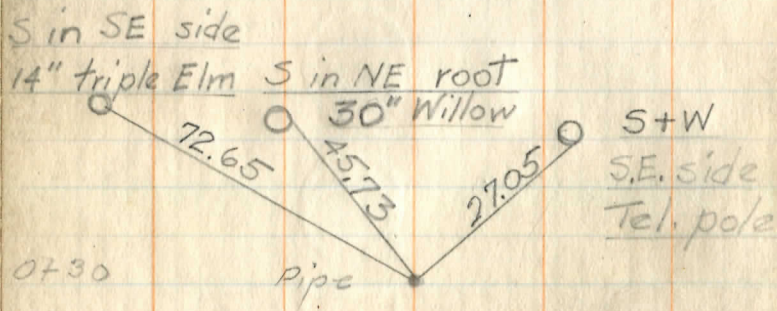 S in SE side
14" triple Elm
S in NE root
30" Willow
S+W
S.E. side
Tel. pole
72.65
45.73
27.05
0+30
Pipe